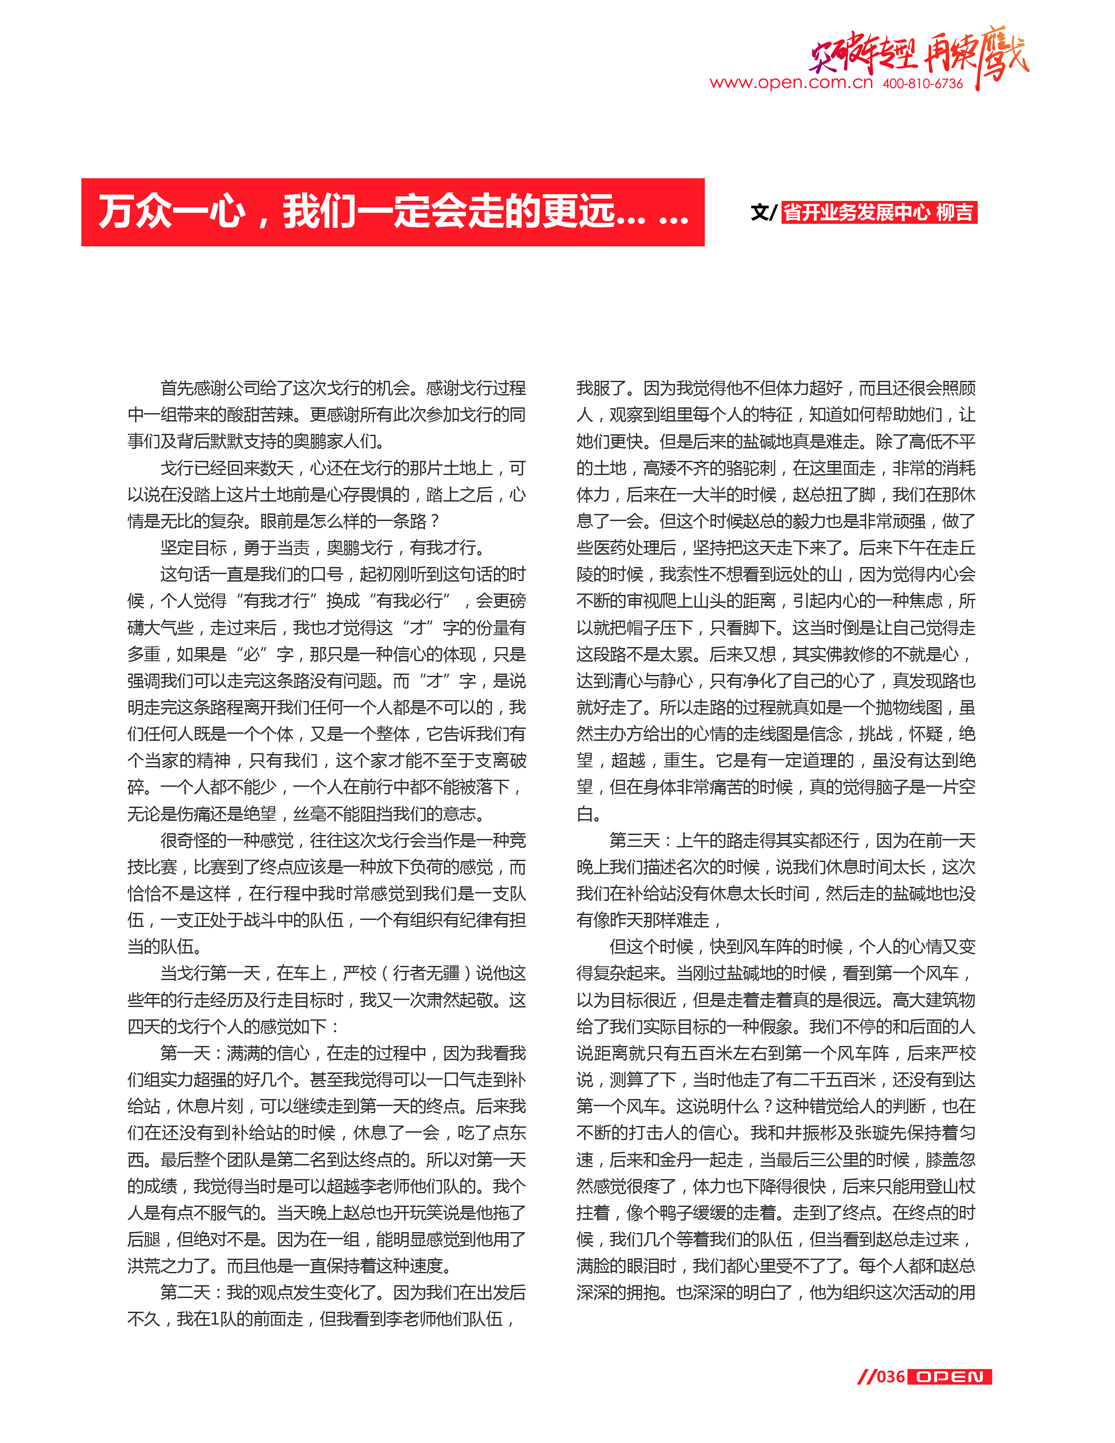 突破转型 再续鹰戈
www.open.com.cn 400-810-6736
万众一心，我们一定会走的更远... ...
文/ 省开业务发展中心 柳吉
首先感谢公司给了这次戈行的机会。感谢戈行过程
中一组带来的酸甜苦辣。更感谢所有此次参加戈行的同
事们及背后默默支持的奥鹏家人们。
戈行已经回来数天，心还在戈行的那片土地上，可
以说在没踏上这片土地前是心存畏惧的，踏上之后，心
情是无比的复杂。眼前是怎么样的一条路？
坚定目标，勇于当责，奥鹏戈行，有我才行。
这句话一直是我们的口号，起初刚听到这句话的时
候，个人觉得“有我才行”换成“有我必行”，会更磅
礴大气些，走过来后，我也才觉得这“才”字的份量有
多重，如果是“必”字，那只是一种信心的体现，只是
强调我们可以走完这条路没有问题。而“才”字，是说
明走完这条路程离开我们任何一个人都是不可以的，我
们任何人既是一个个体，又是一个整体，它告诉我们有
个当家的精神，只有我们，这个家才能不至于支离破
碎。一个人都不能少，一个人在前行中都不能被落下，
无论是伤痛还是绝望，丝毫不能阻挡我们的意志。
很奇怪的一种感觉，往往这次戈行会当作是一种竞
技比赛，比赛到了终点应该是一种放下负荷的感觉，而
恰恰不是这样，在行程中我时常感觉到我们是一支队
伍，一支正处于战斗中的队伍，一个有组织有纪律有担
当的队伍。
当戈行第一天，在车上，严校（行者无疆）说他这
些年的行走经历及行走目标时，我又一次肃然起敬。这
四天的戈行个人的感觉如下：
第一天：满满的信心，在走的过程中，因为我看我
们组实力超强的好几个。甚至我觉得可以一口气走到补
给站，休息片刻，可以继续走到第一天的终点。后来我
们在还没有到补给站的时候，休息了一会，吃了点东
西。最后整个团队是第二名到达终点的。所以对第一天
的成绩，我觉得当时是可以超越李老师他们队的。我个
人是有点不服气的。当天晚上赵总也开玩笑说是他拖了
后腿，但绝对不是。因为在一组，能明显感觉到他用了
洪荒之力了。而且他是一直保持着这种速度。
第二天：我的观点发生变化了。因为我们在出发后
不久，我在1队的前面走，但我看到李老师他们队伍，
我服了。因为我觉得他不但体力超好，而且还很会照顾
人，观察到组里每个人的特征，知道如何帮助她们，让
她们更快。但是后来的盐碱地真是难走。除了高低不平
的土地，高矮不齐的骆驼刺，在这里面走，非常的消耗
体力，后来在一大半的时候，赵总扭了脚，我们在那休
息了一会。但这个时候赵总的毅力也是非常顽强，做了
些医药处理后，坚持把这天走下来了。后来下午在走丘
陵的时候，我索性不想看到远处的山，因为觉得内心会
不断的审视爬上山头的距离，引起内心的一种焦虑，所
以就把帽子压下，只看脚下。这当时倒是让自己觉得走
这段路不是太累。后来又想，其实佛教修的不就是心，
达到清心与静心，只有净化了自己的心了，真发现路也
就好走了。所以走路的过程就真如是一个抛物线图，虽
然主办方给出的心情的走线图是信念，挑战，怀疑，绝
望，超越，重生。它是有一定道理的，虽没有达到绝
望，但在身体非常痛苦的时候，真的觉得脑子是一片空
白。
第三天：上午的路走得其实都还行，因为在前一天
晚上我们描述名次的时候，说我们休息时间太长，这次
我们在补给站没有休息太长时间，然后走的盐碱地也没
有像昨天那样难走，
但这个时候，快到风车阵的时候，个人的心情又变
得复杂起来。当刚过盐碱地的时候，看到第一个风车，
以为目标很近，但是走着走着真的是很远。高大建筑物
给了我们实际目标的一种假象。我们不停的和后面的人
说距离就只有五百米左右到第一个风车阵，后来严校
说，测算了下，当时他走了有二千五百米，还没有到达
第一个风车。这说明什么？这种错觉给人的判断，也在
不断的打击人的信心。我和井振彬及张璇先保持着匀
速，后来和金丹一起走，当最后三公里的时候，膝盖忽
然感觉很疼了，体力也下降得很快，后来只能用登山杖
拄着，像个鸭子缓缓的走着。走到了终点。在终点的时
候，我们几个等着我们的队伍，但当看到赵总走过来，
满脸的眼泪时，我们都心里受不了了。每个人都和赵总
深深的拥抱。也深深的明白了，他为组织这次活动的用
//036 OPEN